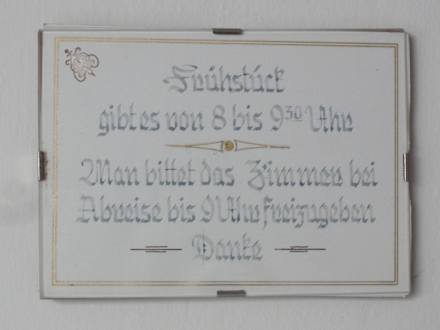 Frühstück
gibt es von 8 bis 9³⁰ Uhr
Man bittet das Zimmer bei
Abreise bis 9 Uhr freizugeben
Danke